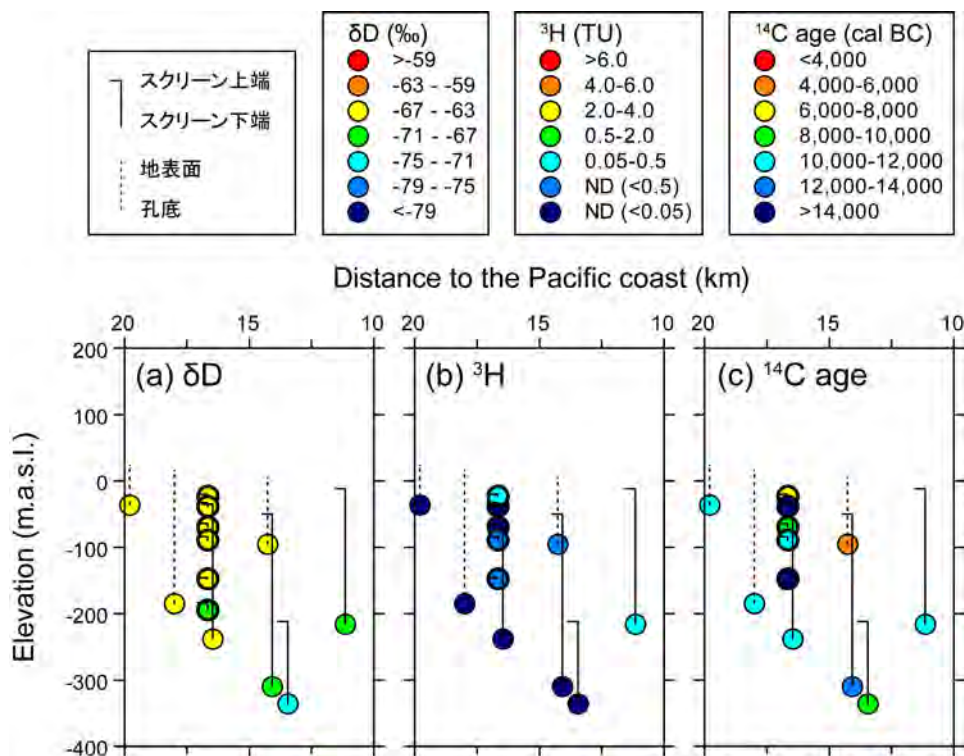 スクリーン上端
スクリーン下端
地表面
孔底
δD (‰)
>-59
-63 - -59
-67 - -63
-71 - -67
-75 - -71
-79 - -75
<-79
³H (TU)
>6.0
4.0-6.0
2.0-4.0
0.5-2.0
0.05-0.5
ND (<0.5)
ND (<0.05)
¹⁴C age (cal BC)
<4,000
4,000-6,000
6,000-8,000
8,000-10,000
10,000-12,000
12,000-14,000
>14,000
Distance to the Pacific coast (km)
20 15 10 20 15 10 20 15 10
200
100
0
-100
-200
-300
-400
Elevation (m.a.s.l.)
(a) δD
(b) ³H
(c) ¹⁴C age